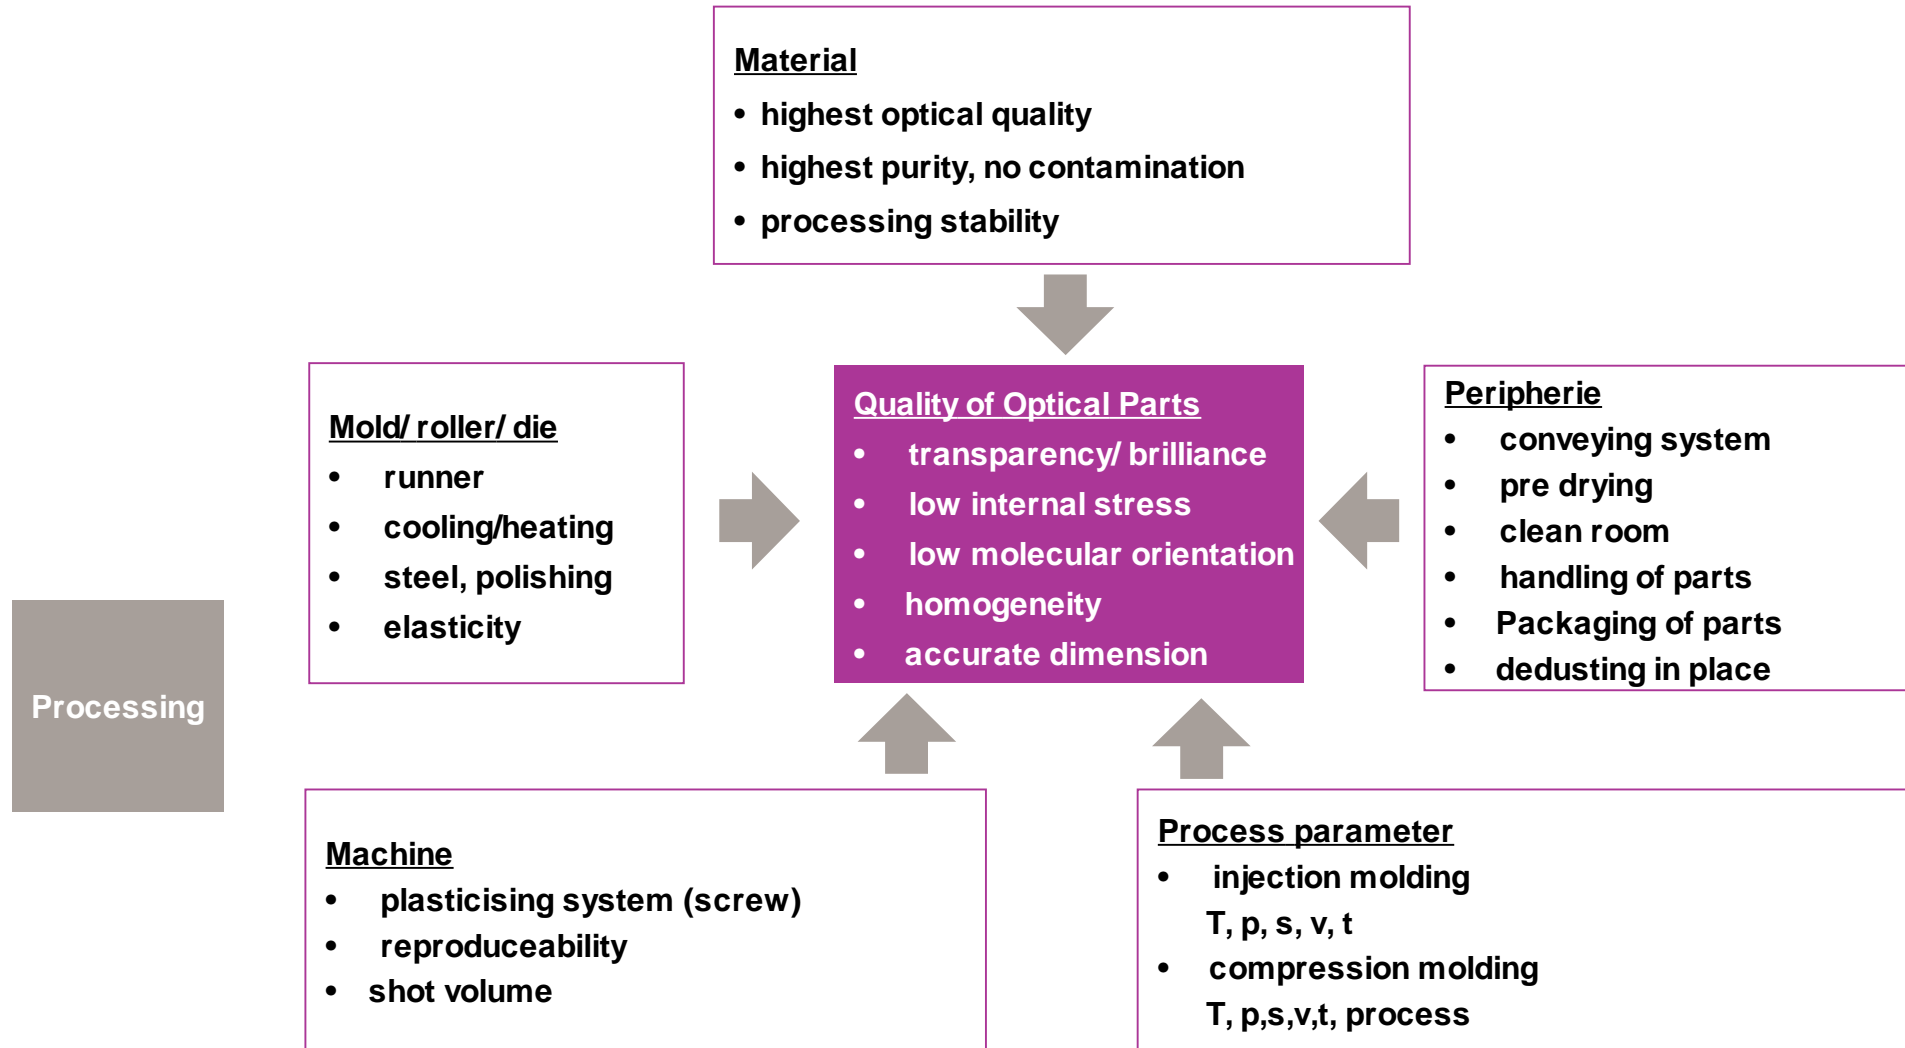 Material
• highest optical quality
• highest purity, no contamination
• processing stability
Mold/ roller/ die
• runner
• cooling/heating
• steel, polishing
• elasticity
Quality of Optical Parts
• transparency/ brilliance
• low internal stress
• low molecular orientation
• homogeneity
• accurate dimension
Peripherie
• conveying system
• pre drying
• clean room
• handling of parts
• Packaging of parts
• dedusting in place
Processing
Machine
• plasticising system (screw)
• reproduceability
• shot volume
Process parameter
• injection molding
T, p, s, v, t
• compression molding
T, p,s,v,t, process